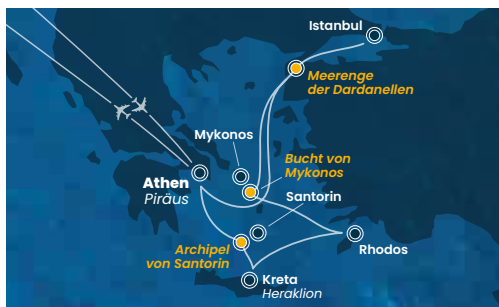 Istanbul
Meerenge
der Dardanellen
Mykonos
Bucht von
Mykonos
Athen
Piräus
Santorin
Archipel
von Santorin
Rhodos
Kreta
Heraklion